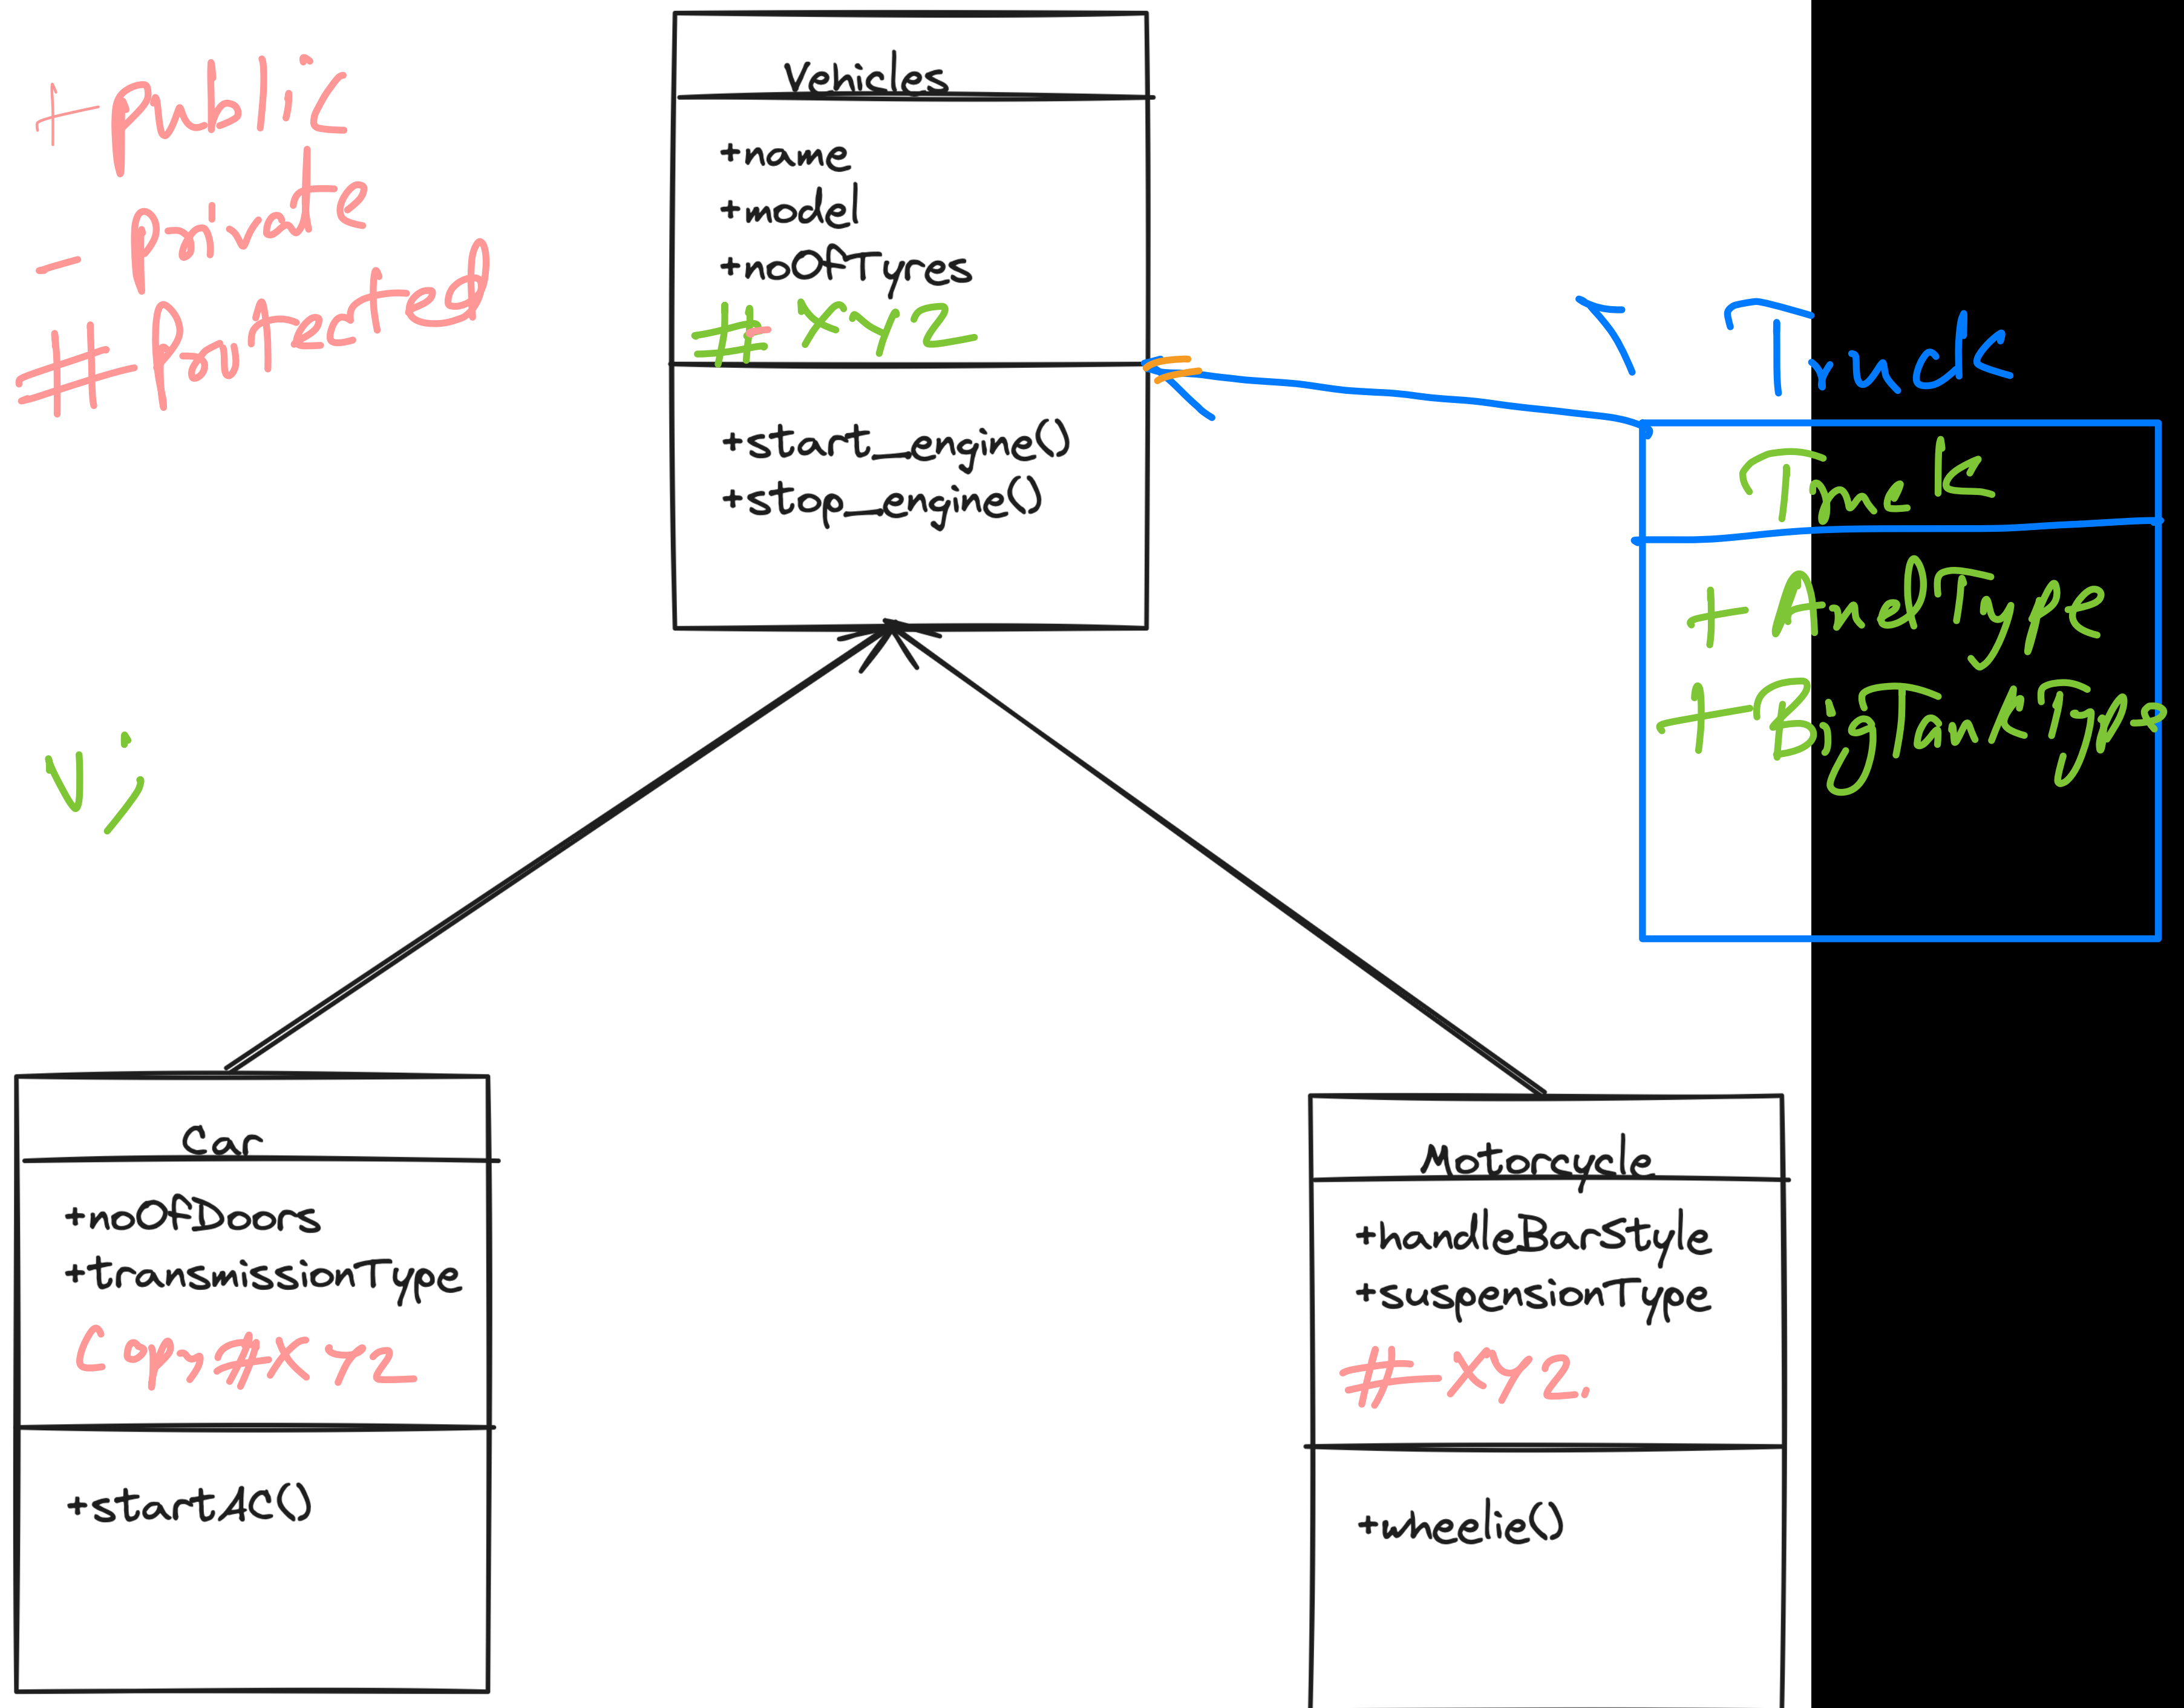 +public
- private
# protected
Vehicles
+name
+model
+noOfTyres
# XYZ
+start_engine()
+stop_engine()
Truck
Truck
+ FuelType
+ BigTankType
Car
+noOfDoors
+transmissionType
#XYZ
+startAC()
Motorcycle
+handleBarStyle
+suspensionType
# XYZ.
+wheelie()